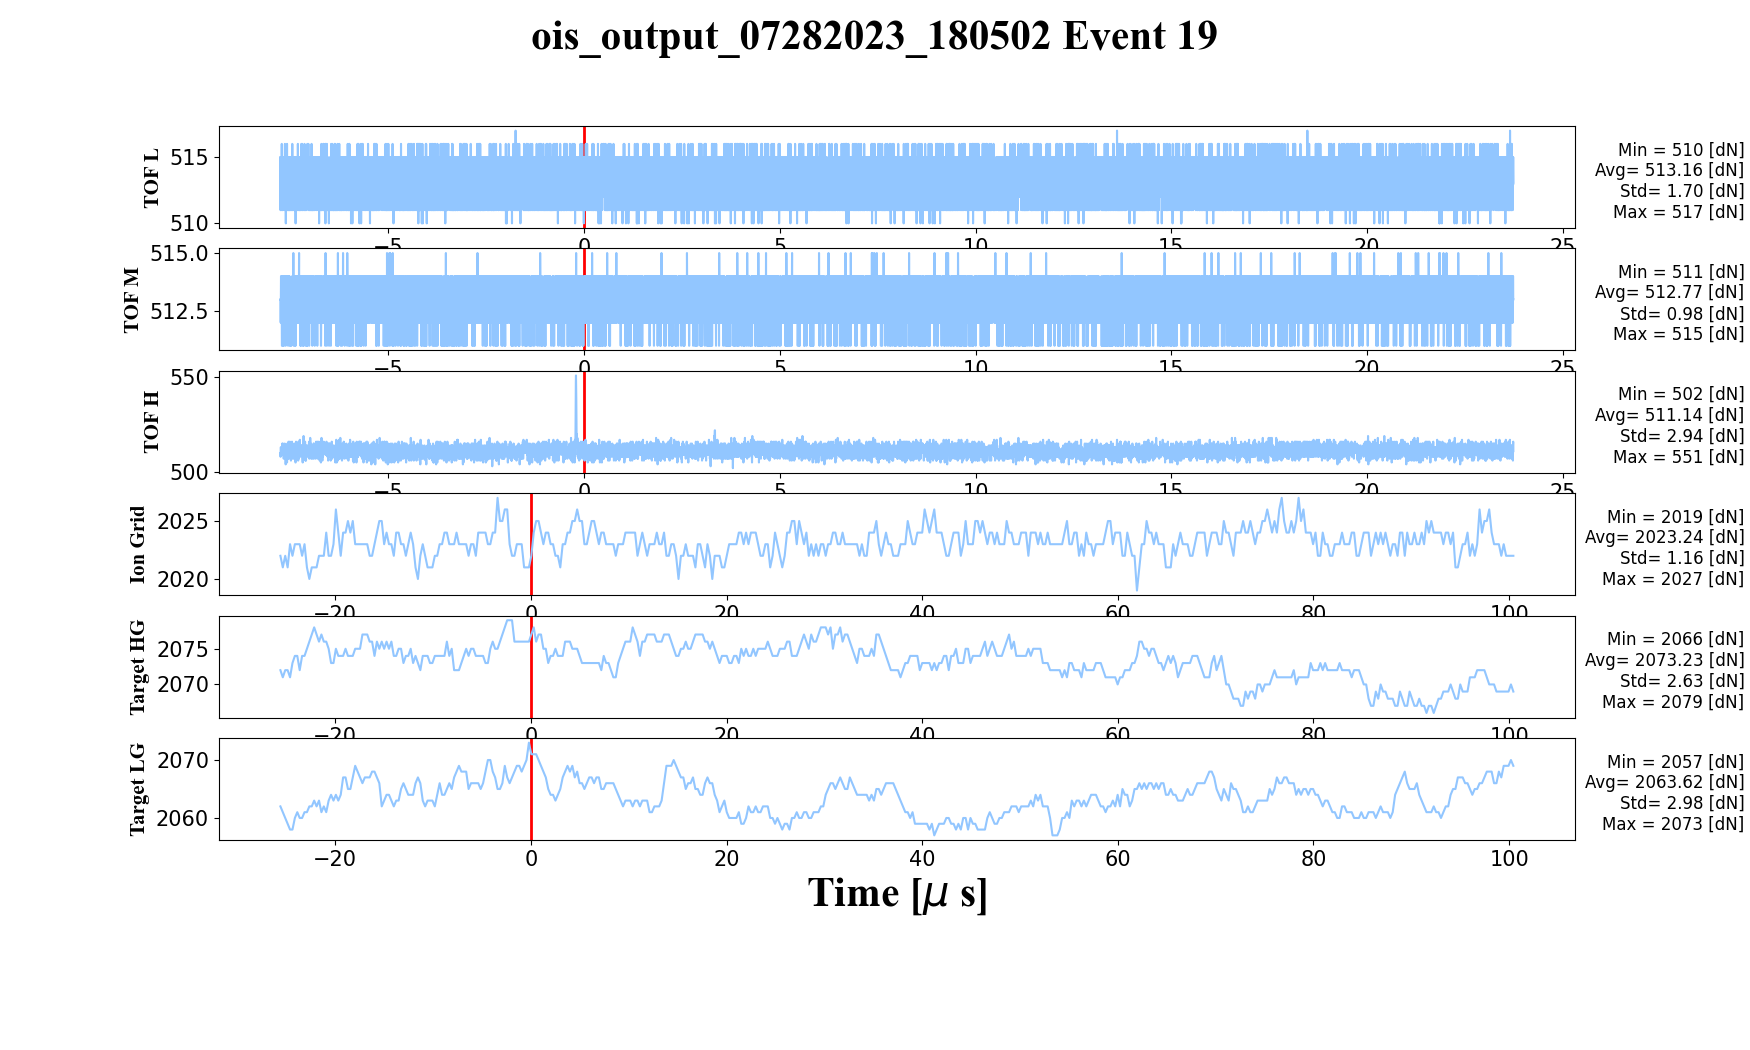 ois_output_07282023_180502 Event 19
TOF L
515
510
Min = 510 [dN]
Avg= 513.16 [dN]
Std= 1.70 [dN]
Max = 517 [dN]
−5 0 5 10 15 20 25
TOF M
515.0
512.5
Min = 511 [dN]
Avg= 512.77 [dN]
Std= 0.98 [dN]
Max = 515 [dN]
−5 0 5 10 15 20 25
TOF H
550
500
Min = 502 [dN]
Avg= 511.14 [dN]
Std= 2.94 [dN]
Max = 551 [dN]
−5 0 5 10 15 20 25
Ion Grid
2025
2020
Min = 2019 [dN]
Avg= 2023.24 [dN]
Std= 1.16 [dN]
Max = 2027 [dN]
−20 0 20 40 60 80 100
Target HG
2075
2070
Min = 2066 [dN]
Avg= 2073.23 [dN]
Std= 2.63 [dN]
Max = 2079 [dN]
−20 0 20 40 60 80 100
Target LG
2070
2060
Min = 2057 [dN]
Avg= 2063.62 [dN]
Std= 2.98 [dN]
Max = 2073 [dN]
−20 0 20 40 60 80 100
Time [μ s]